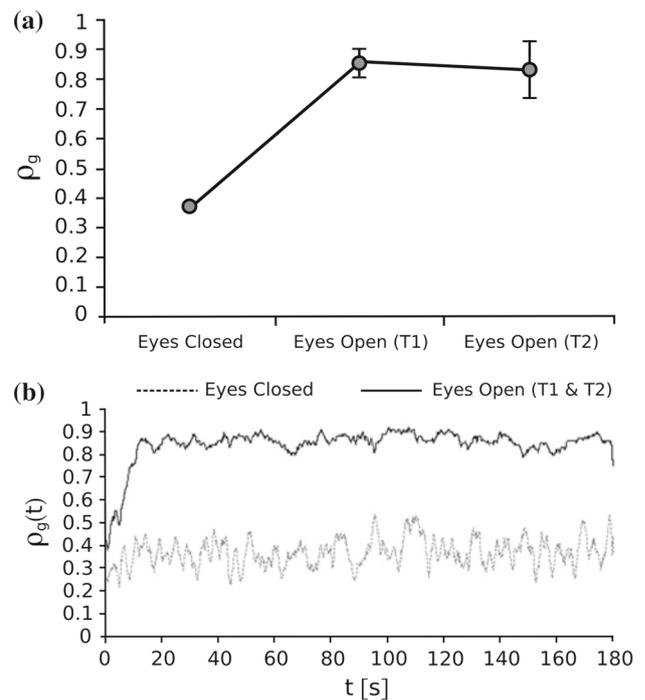 (a)
1
0.9
0.8
0.7
0.6
0.5
0.4
0.3
0.2
0.1
0
ρg
Eyes Closed Eyes Open (T1) Eyes Open (T2)
(b)
Eyes Closed Eyes Open (T1 & T2)
1
0.9
0.8
0.7
0.6
0.5
0.4
0.3
0.2
0.1
0
ρg(t)
0 20 40 60 80 100 120 140 160 180
t [s]